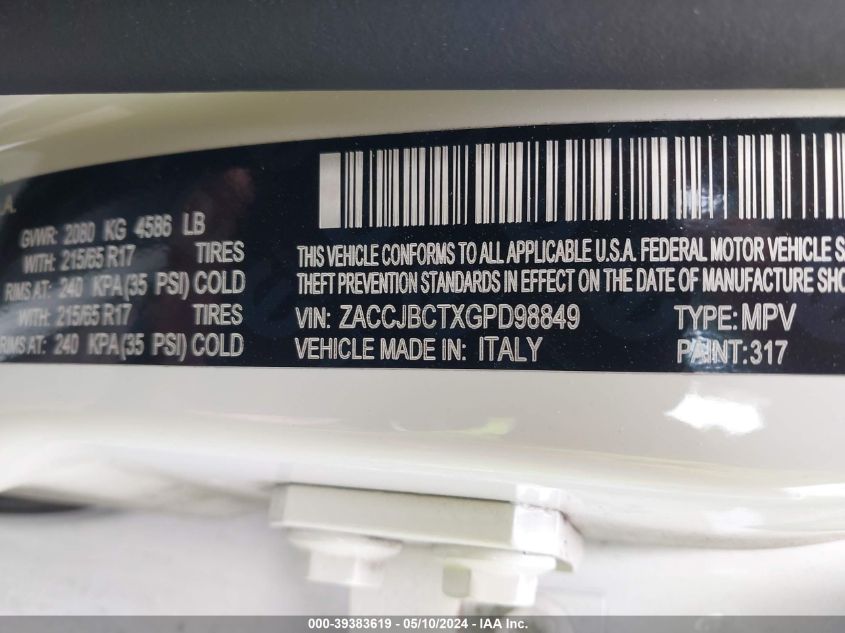 A.
GVWR: 2080 KG 4586 LB
WITH: 215/65 R17 TIRES
RIMS AT: 240 KPA(35 PSI) COLD
WITH: 215/65 R17 TIRES
RIMS AT: 240 KPA(35 PSI) COLD
THIS VEHICLE CONFORMS TO ALL APPLICABLE U.S.A. FEDERAL MOTOR VEHICLE S
THEFT PREVENTION STANDARDS IN EFFECT ON THE DATE OF MANUFACTURE SHO
VIN: ZACCJBCTXGPD98849 TYPE: MPV
VEHICLE MADE IN: ITALY PAINT: 317
000-39383619 - 05/10/2024 - IAA Inc.